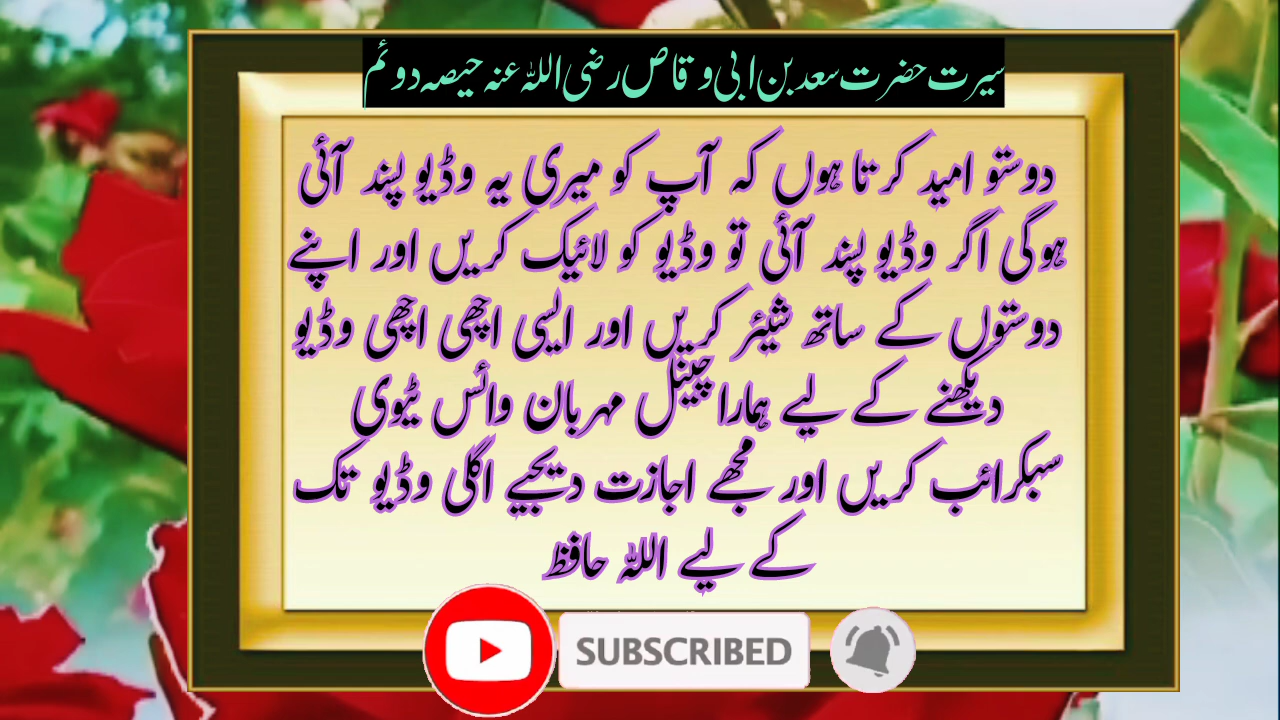 سیرت حضرت سعد بن ابی وقاص رضی اللہ عنہ حیصہ دوئم
دوستو امید کرتا ہوں کہ آپ کو میری یہ وڈیو پسند آئی
ہوگی اگر وڈیو پسند آئی تو وڈیو کو لائیک کریں اور اپنے
دوستوں کے ساتھ شیئر کریں اور ایسی اچھی اچھی وڈیو
دیکھنے کے لیے ہمارا چینل مہربان وائس ٹیوی
سبکرائب کریں اور مجھے اجازت دیجیے اگلی وڈیو تک
کے لیے اللہ حافظ
SUBSCRIBED